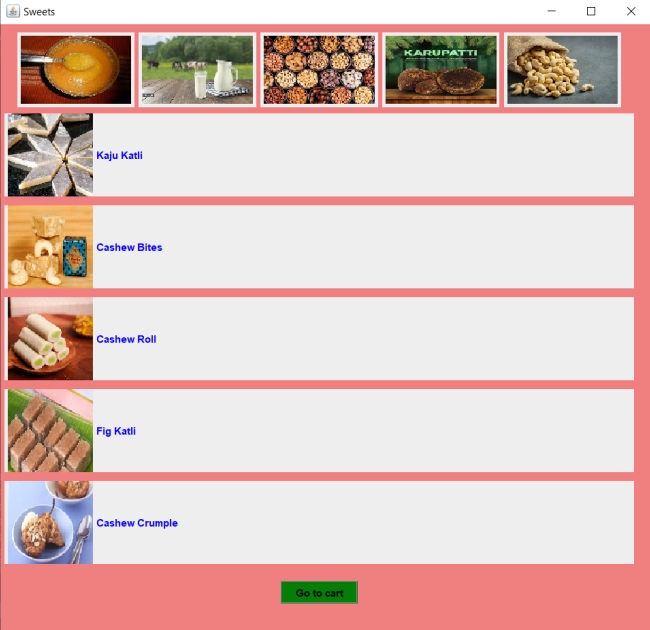 Sweets
KARUPATTI
Kaju Katli
Cashew Bites
Cashew Roll
Fig Katli
Cashew Crumple
Go to cart